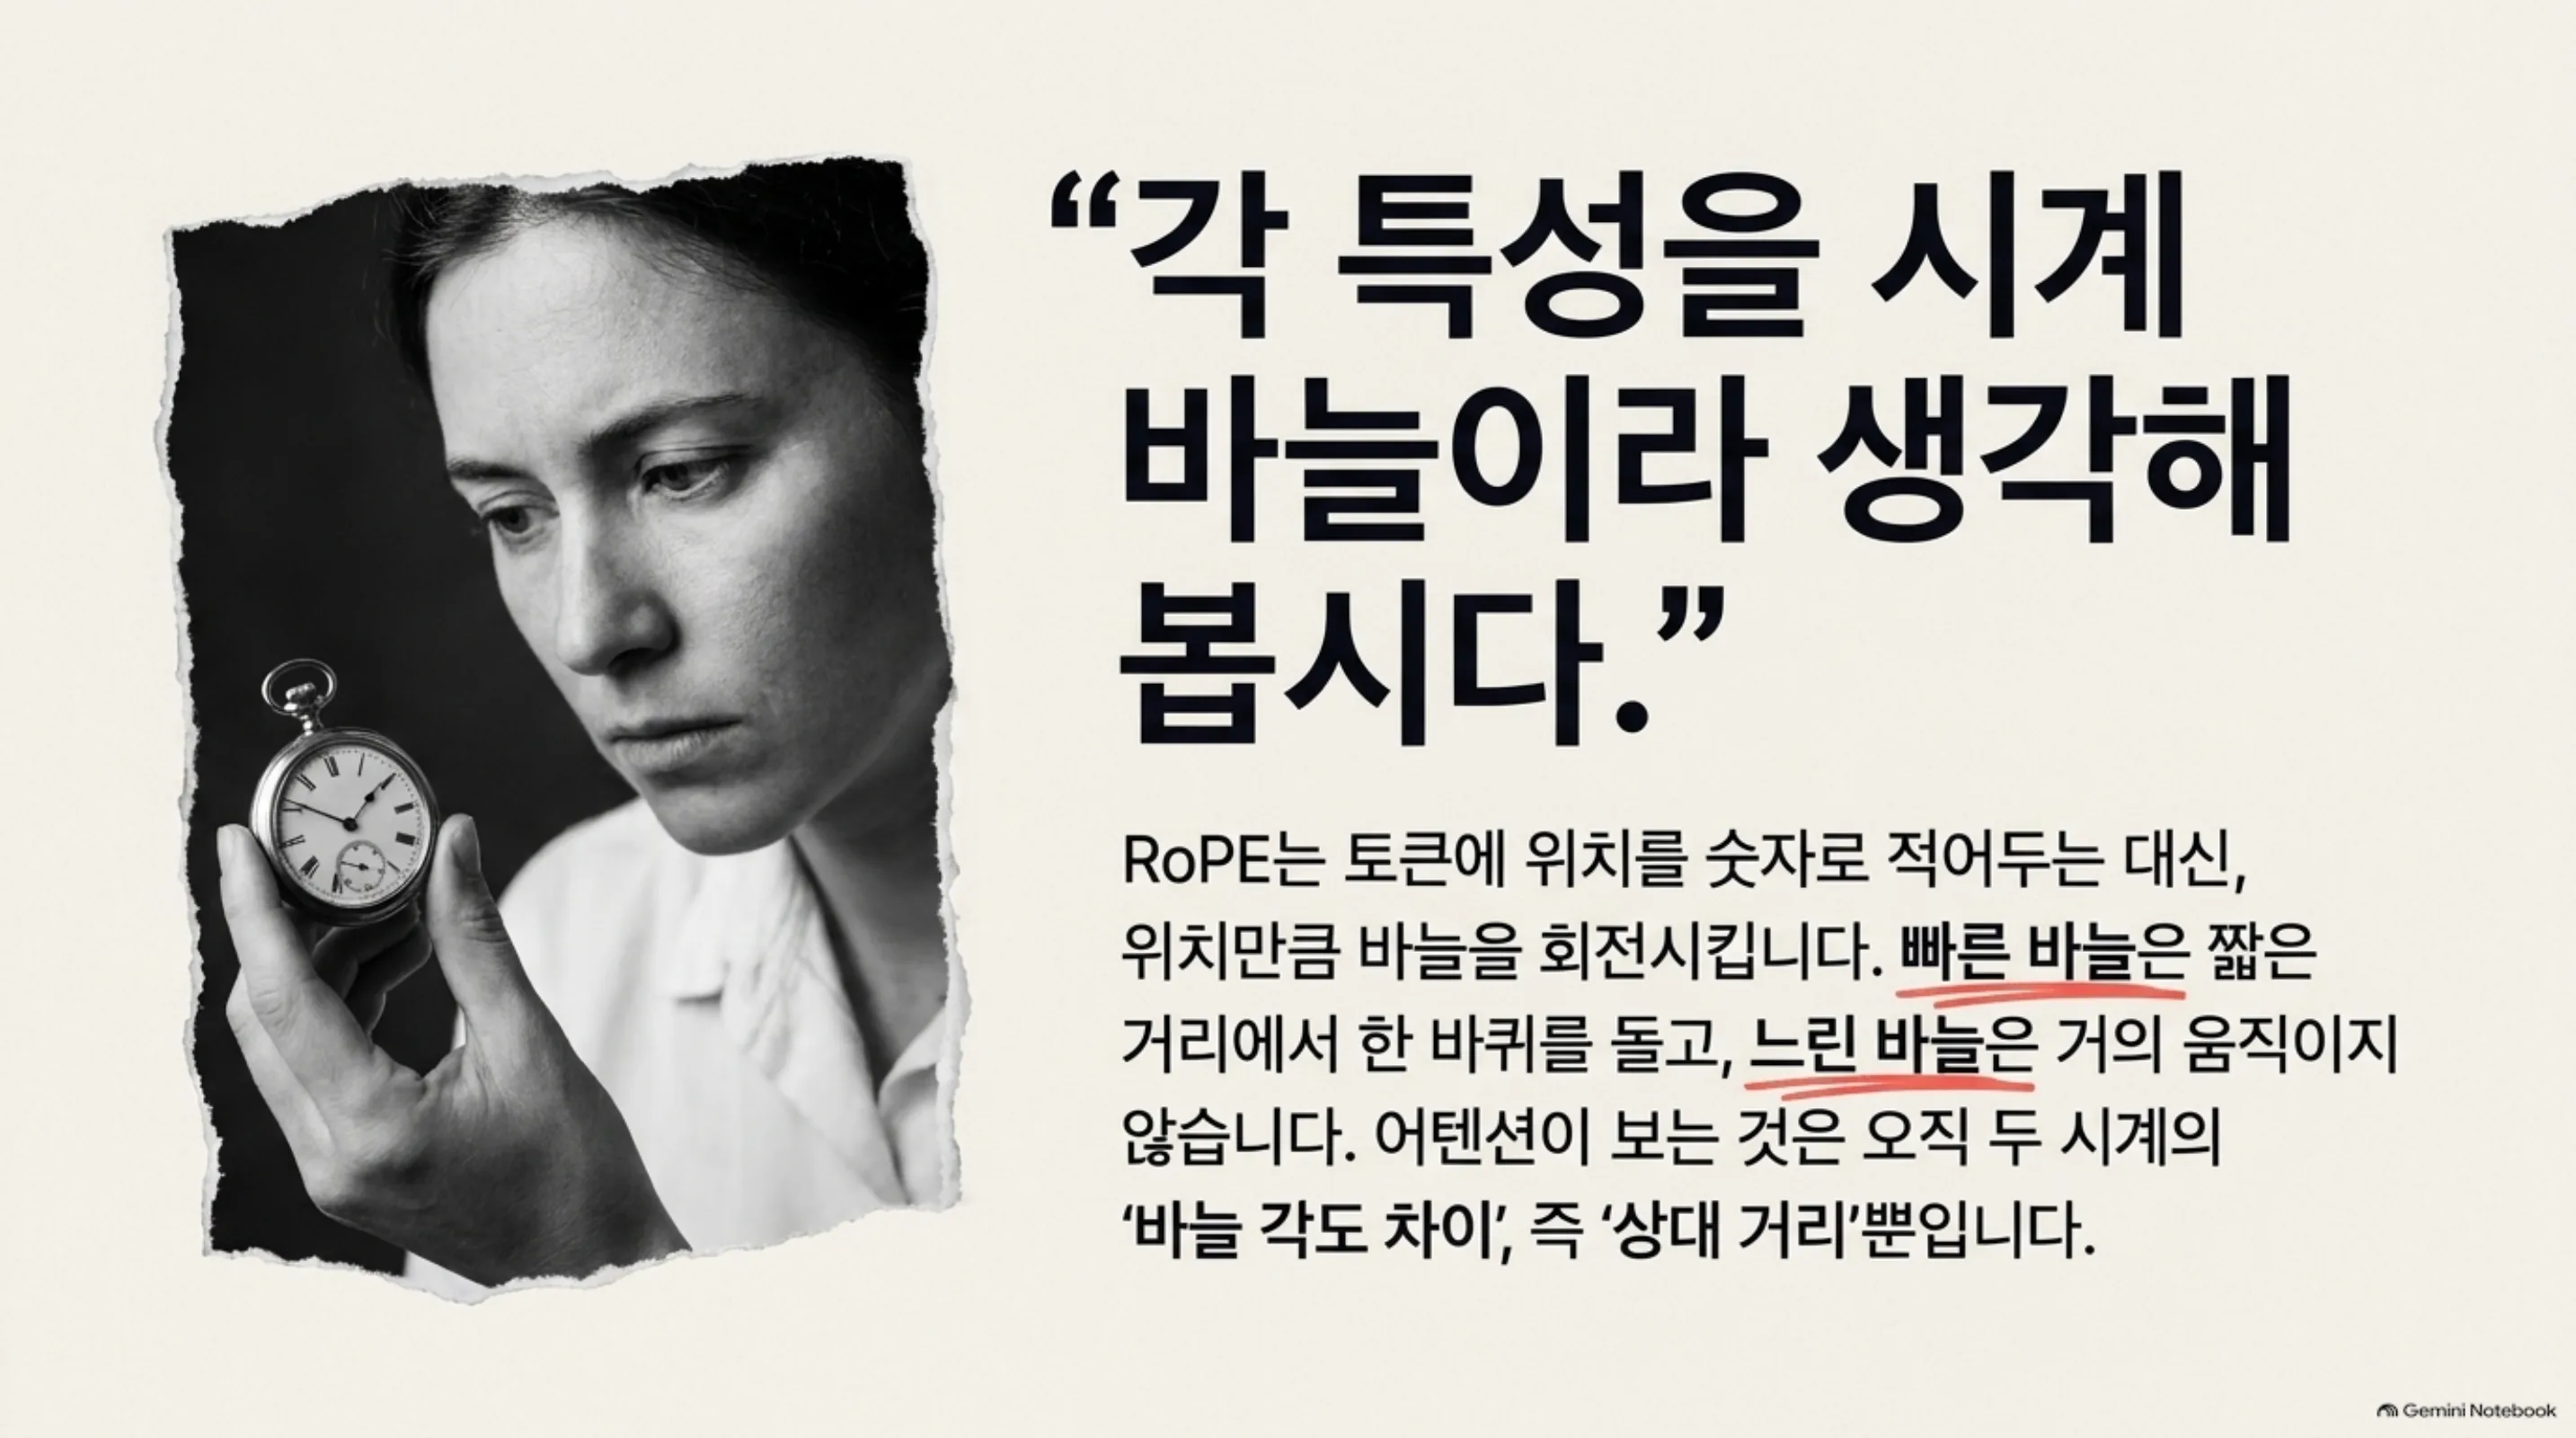 “각 특성을 시계
바늘이라 생각해
봅시다.”
RoPE는 토큰에 위치를 숫자로 적어두는 대신,
위치만큼 바늘을 회전시킵니다. 빠른 바늘은 짧은
거리에서 한 바퀴를 돌고, 느린 바늘은 거의 움직이지
않습니다. 어텐션이 보는 것은 오직 두 시계의
‘바늘 각도 차이’, 즉 ‘상대 거리’뿐입니다.
Gemini Notebook